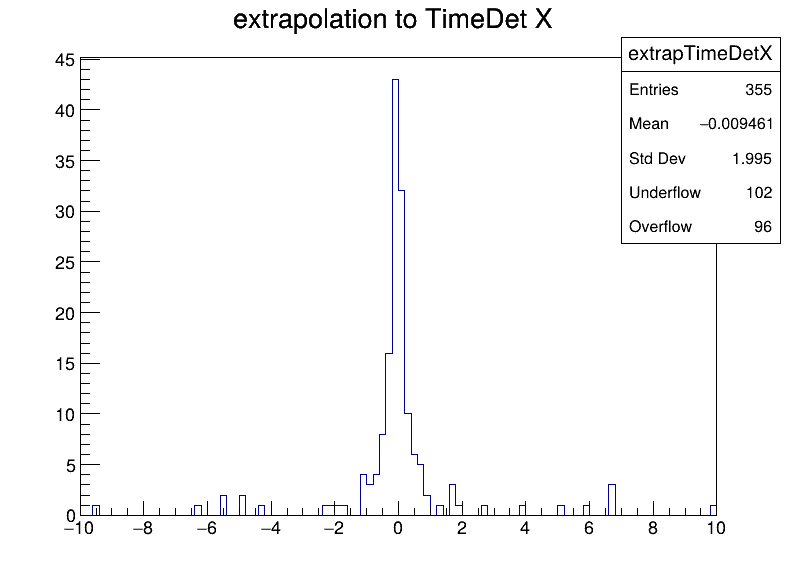 extrapolation to TimeDet X
extrapTimeDetX
Entries 355
Mean −0.009461
Std Dev 1.995
Underflow 102
Overflow 96
45
40
35
30
25
20
15
10
5
0
−10 −8 −6 −4 −2 0 2 4 6 8 10